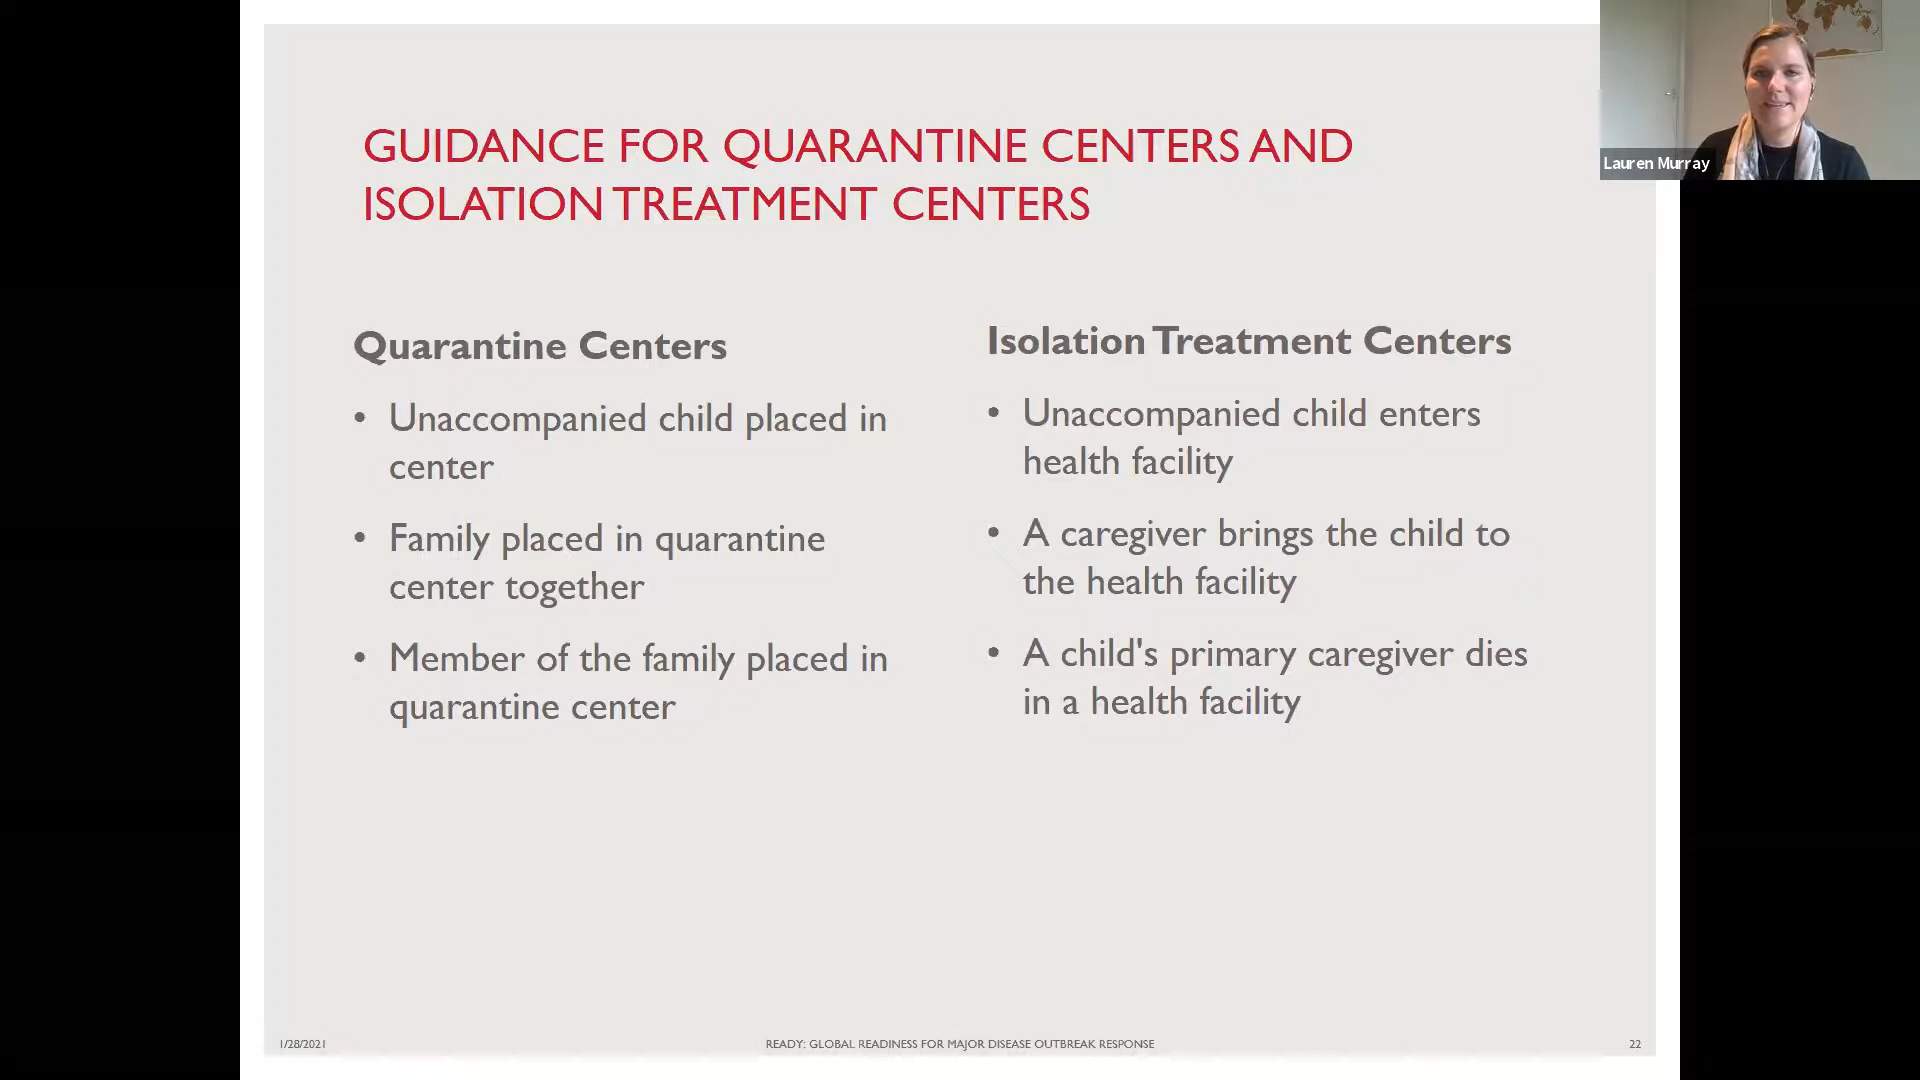 GUIDANCE FOR QUARANTINE CENTERS AND
ISOLATION TREATMENT CENTERS
Lauren Murray
Quarantine Centers
• Unaccompanied child placed in
center
• Family placed in quarantine
center together
• Member of the family placed in
quarantine center
Isolation Treatment Centers
• Unaccompanied child enters
health facility
• A caregiver brings the child to
the health facility
• A child's primary caregiver dies
in a health facility
1/28/2021
READY: GLOBAL READINESS FOR MAJOR DISEASE OUTBREAK RESPONSE
22